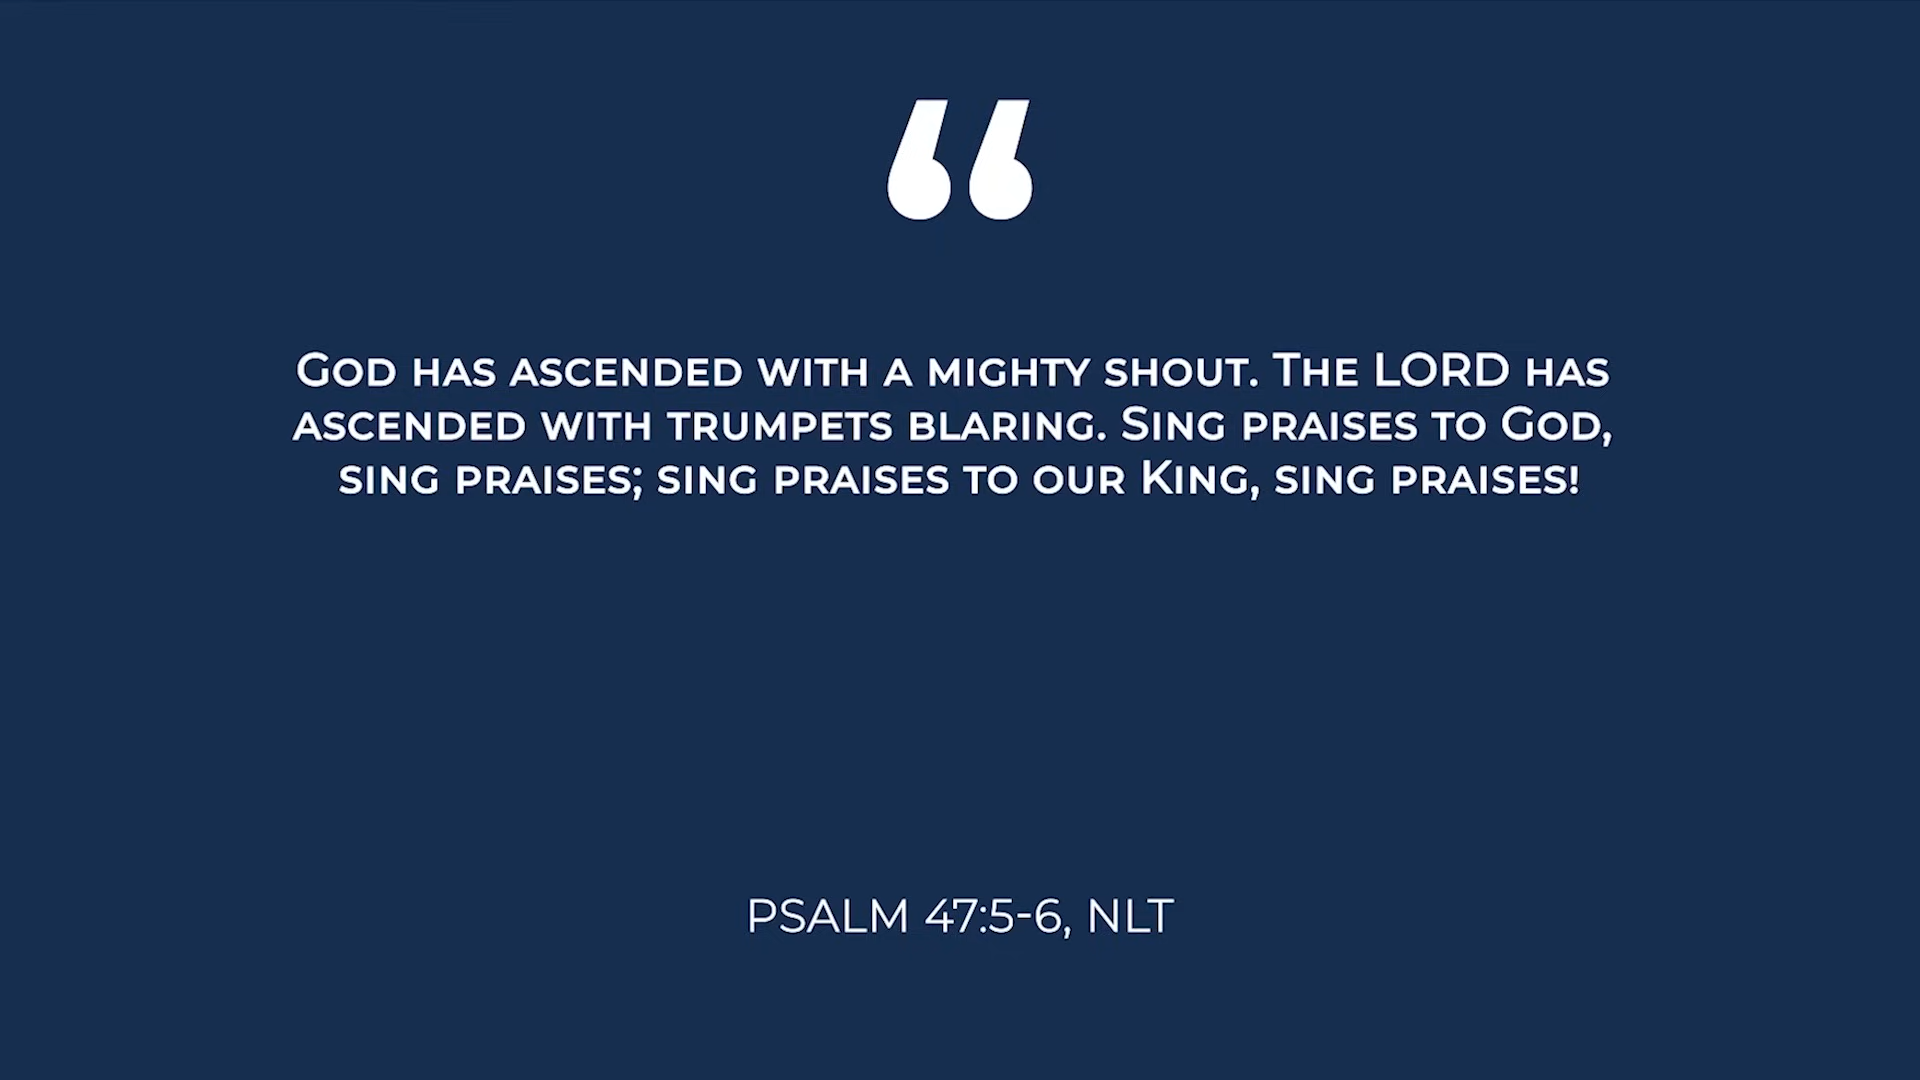 “
God has ascended with a mighty shout. The LORD has
ascended with trumpets blaring. Sing praises to God,
sing praises; sing praises to our King, sing praises!
PSALM 47:5-6, NLT